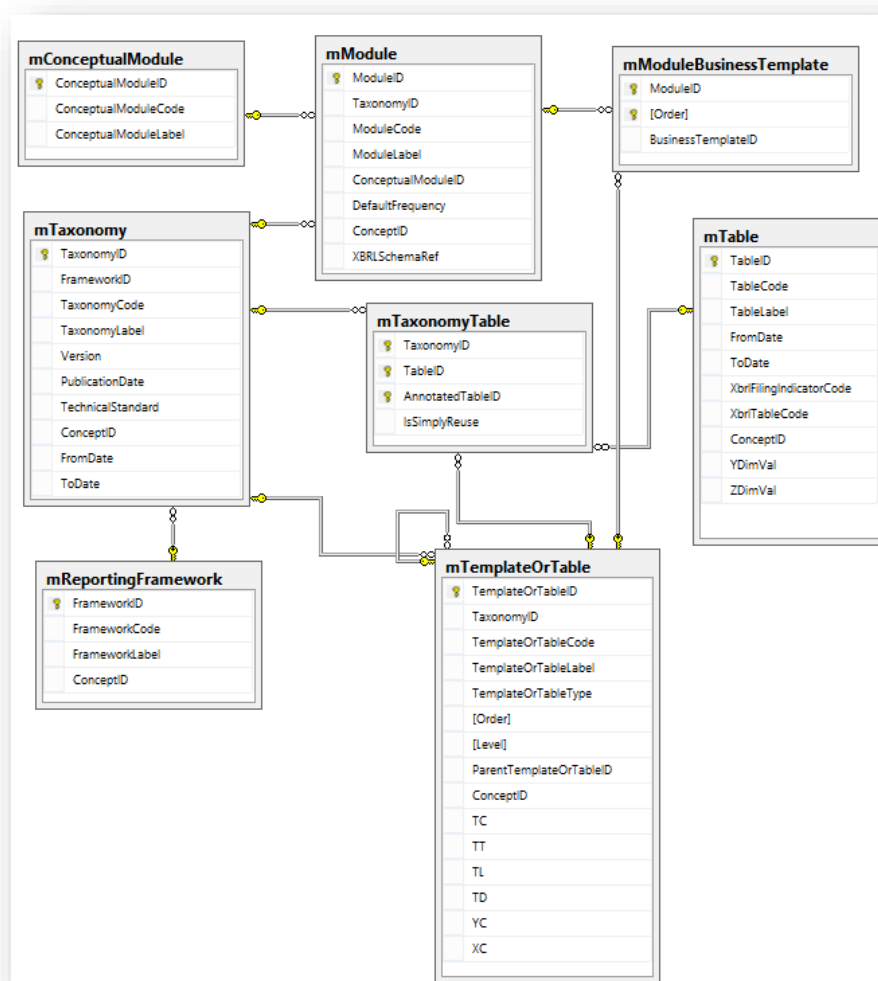 mConceptualModule
ConceptualModuleID
ConceptualModuleCode
ConceptualModuleLabel
mModule
ModuleID
TaxonomyID
ModuleCode
ModuleLabel
ConceptualModuleID
DefaultFrequency
ConceptID
XBRLSchemaRef
mModuleBusinessTemplate
ModuleID
[Order]
BusinessTemplateID
mTaxonomy
TaxonomyID
FrameworkID
TaxonomyCode
TaxonomyLabel
Version
PublicationDate
TechnicalStandard
ConceptID
FromDate
ToDate
mTaxonomyTable
TaxonomyID
TableID
AnnotatedTableID
IsSimplyReuse
mTable
TableID
TableCode
TableLabel
FromDate
ToDate
XbrlFilingIndicatorCode
XbrlTableCode
ConceptID
YDimVal
ZDimVal
mReportingFramework
FrameworkID
FrameworkCode
FrameworkLabel
ConceptID
mTemplateOrTable
TemplateOrTableID
TaxonomyID
TemplateOrTableCode
TemplateOrTableLabel
TemplateOrTableType
[Order]
[Level]
ParentTemplateOrTableID
ConceptID
TC
TT
TL
TD
YC
XC